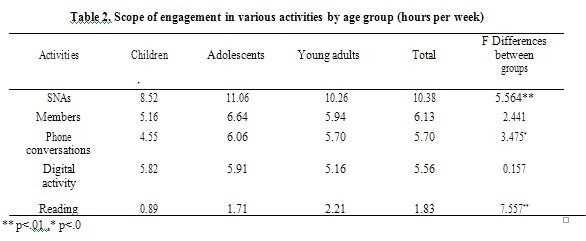 Table 2. Scope of engagement in various activities by age group (hours per week)
Activities Children Adolescents Young adults Total F Differences between groups
SNAs 8.52 11.06 10.26 10.38 5.564**
Members 5.16 6.64 5.94 6.13 2.441
Phone conversations 4.55 6.06 5.70 5.70 3.475*
Digital activity 5.82 5.91 5.16 5.56 0.157
Reading 0.89 1.71 2.21 1.83 7.557**
** p<.01,,* p<.0